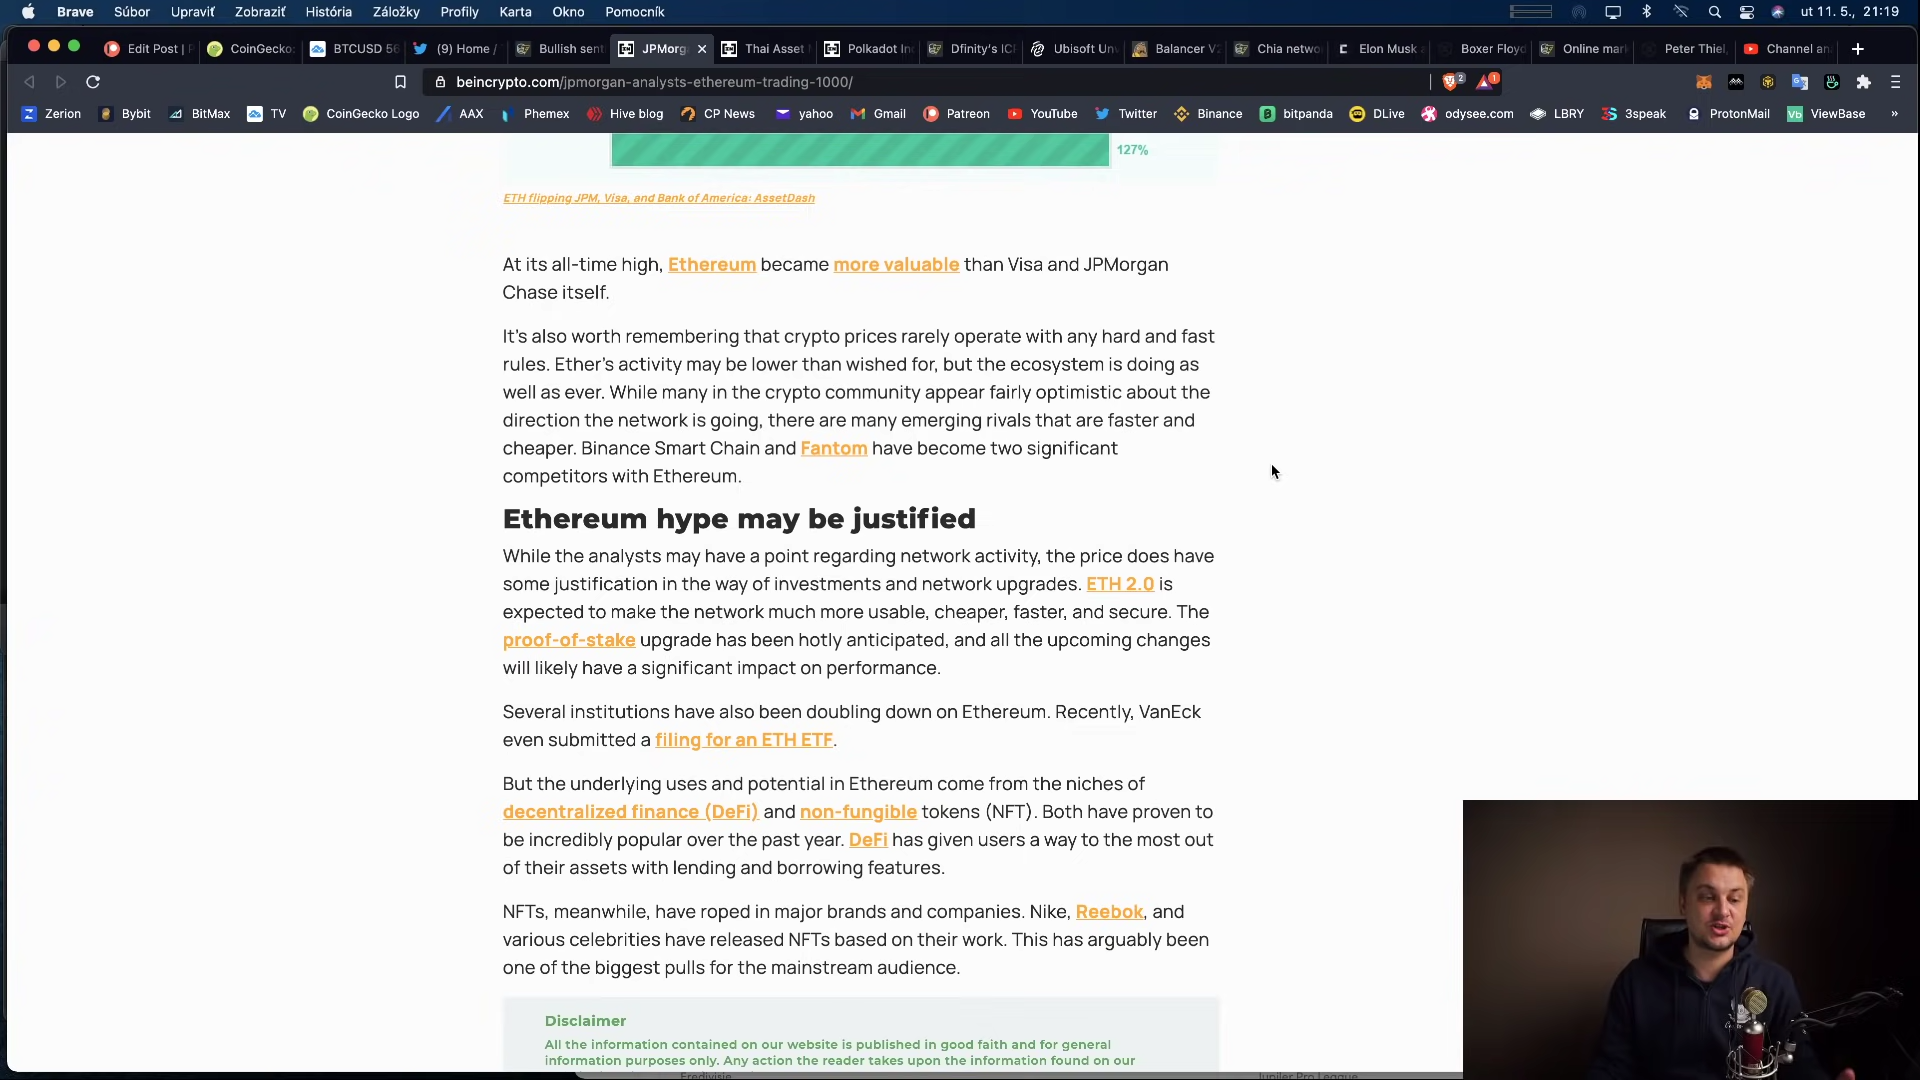 Brave Súbor Upraviť Zobraziť História Záložky Profily Karta Okno Pomocník ut 11. 5., 21:19
Edit Post | CoinGecko: BTCUSD 56 (9) Home / Bullish sent JPMorga Thai Asset Polkadot In Dfinity's ICP Ubisoft Un Balancer V2 Chia netwo Elon Musk a Boxer Floyd Online mar Peter Thiel, Channel an
beincrypto.com/jpmorgan-analysts-ethereum-trading-1000/ 2 1
Zerion Bybit BitMax TV CoinGecko Logo AAX Phemex Hive blog CP News yahoo Gmail Patreon YouTube Twitter Binance bitpanda DLive odysee.com LBRY 3speak ProtonMail ViewBase »
127%
ETH flipping JPM, Visa, and Bank of America: AssetDash
At its all-time high, Ethereum became more valuable than Visa and JPMorgan
Chase itself.
It's also worth remembering that crypto prices rarely operate with any hard and fast
rules. Ether's activity may be lower than wished for, but the ecosystem is doing as
well as ever. While many in the crypto community appear fairly optimistic about the
direction the network is going, there are many emerging rivals that are faster and
cheaper. Binance Smart Chain and Fantom have become two significant
competitors with Ethereum.
Ethereum hype may be justified
While the analysts may have a point regarding network activity, the price does have
some justification in the way of investments and network upgrades. ETH 2.0 is
expected to make the network much more usable, cheaper, faster, and secure. The
proof-of-stake upgrade has been hotly anticipated, and all the upcoming changes
will likely have a significant impact on performance.
Several institutions have also been doubling down on Ethereum. Recently, VanEck
even submitted a filing for an ETH ETF.
But the underlying uses and potential in Ethereum come from the niches of
decentralized finance (DeFi) and non-fungible tokens (NFT). Both have proven to
be incredibly popular over the past year. DeFi has given users a way to the most out
of their assets with lending and borrowing features.
NFTs, meanwhile, have roped in major brands and companies. Nike, Reebok, and
various celebrities have released NFTs based on their work. This has arguably been
one of the biggest pulls for the mainstream audience.
Disclaimer
All the information contained on our website is published in good faith and for general
information purposes only. Any action the reader takes upon the information found on our
Eredivisie Jupiler Pro League